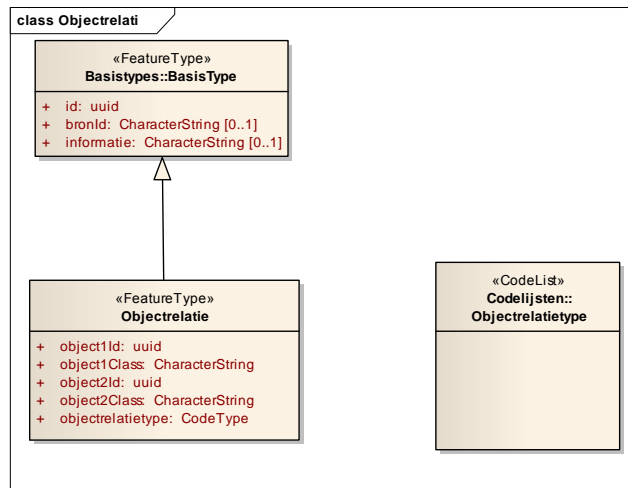 class Objectrelati
«FeatureType»
Basistypes::BasisType
+ id: uuid
+ bronId: CharacterString [0..1]
+ informatie: CharacterString [0..1]
«FeatureType»
Objectrelatie
+ object1Id: uuid
+ object1Class: CharacterString
+ object2Id: uuid
+ object2Class: CharacterString
+ objectrelatietype: CodeType
«CodeList»
Codelijsten::
Objectrelatietype